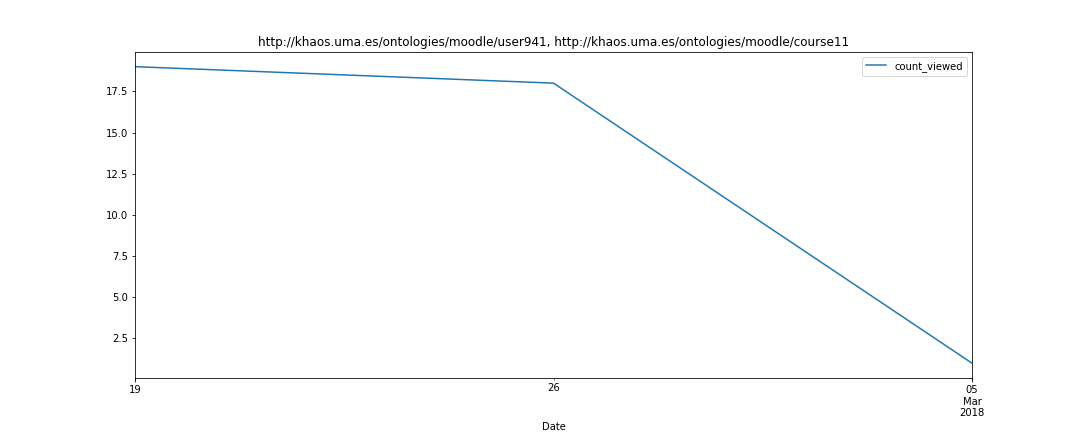 http://khaos.uma.es/ontologies/moodle/user941, http://khaos.uma.es/ontologies/moodle/course11
count_viewed
17.5
15.0
12.5
10.0
7.5
5.0
2.5
19
26
05
Mar
2018
Date